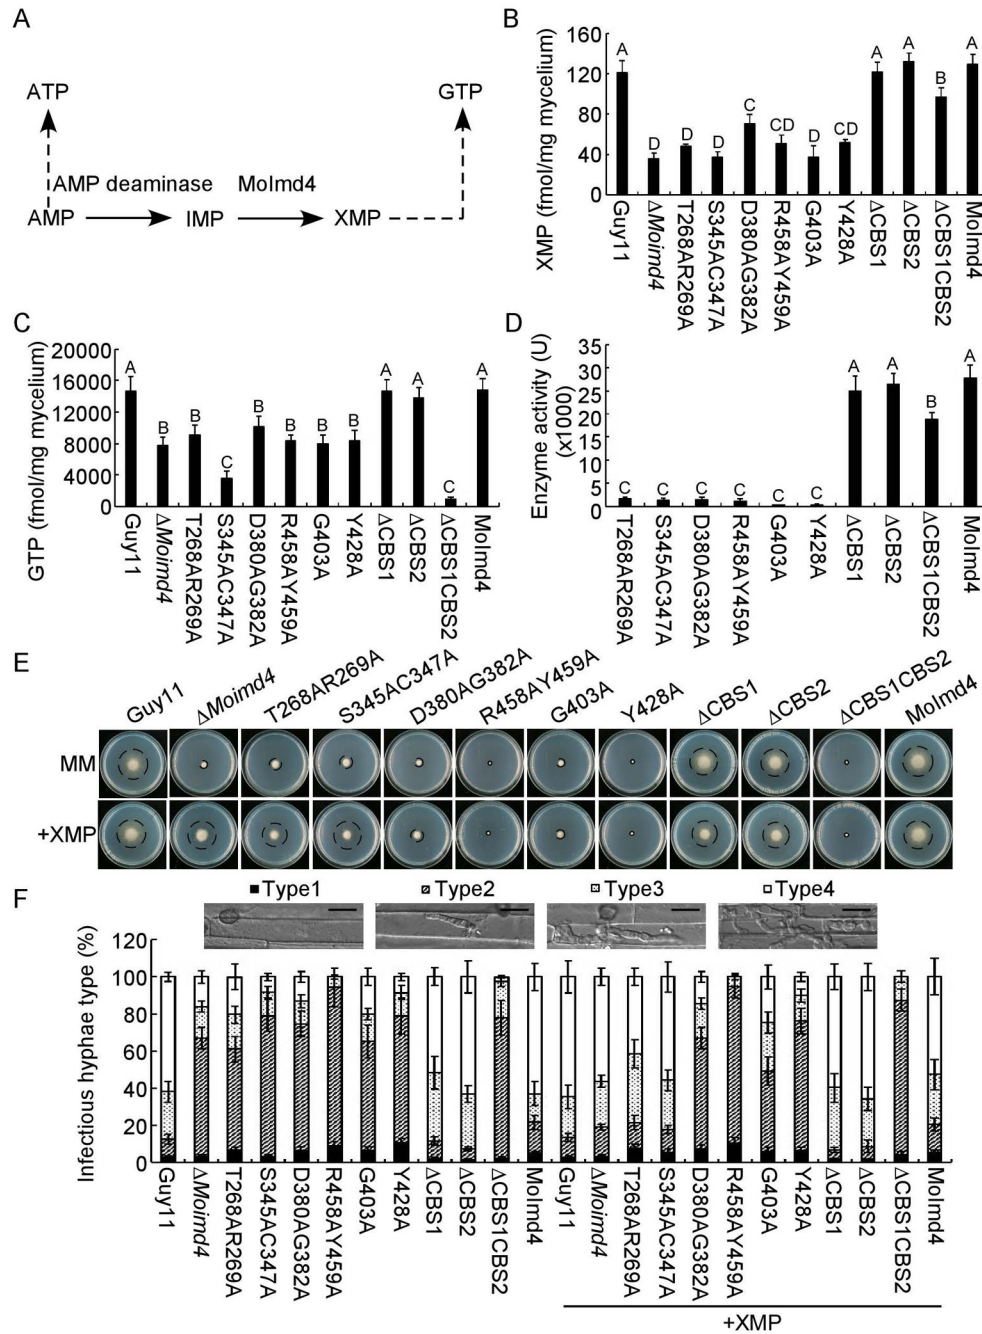 A
ATP
GTP
AMP deaminase
MoImd4
AMP
IMP
XMP
B
XMP (fmol/mg mycelium)
160
120
80
40
0
A
D
D
D
C
CD
D
CD
A
A
B
A
Guy11
ΔMoimd4
T268AR269A
S345AC347A
D380AG382A
R458AY459A
G403A
Y428A
ΔCBS1
ΔCBS2
ΔCBS1CBS2
MoImd4
C
GTP (fmol/mg mycelium)
20000
16000
12000
8000
4000
0
A
B
B
C
B
B
B
B
A
A
C
A
Guy11
ΔMoimd4
T268AR269A
S345AC347A
D380AG382A
R458AY459A
G403A
Y428A
ΔCBS1
ΔCBS2
ΔCBS1CBS2
MoImd4
D
Enzyme activity (U)
(x1000)
35
30
25
20
15
10
5
0
C
C
C
C
C
C
A
A
B
A
T268AR269A
S345AC347A
D380AG382A
R458AY459A
G403A
Y428A
ΔCBS1
ΔCBS2
ΔCBS1CBS2
MoImd4
E
Guy11
ΔMoimd4
T268AR269A
S345AC347A
D380AG382A
R458AY459A
G403A
Y428A
ΔCBS1
ΔCBS2
ΔCBS1CBS2
MoImd4
MM
+XMP
F
Type1
Type2
Type3
Type4
Infectious hyphae type (%)
120
100
80
60
40
20
0
Guy11
ΔMoimd4
T268AR269A
S345AC347A
D380AG382A
R458AY459A
G403A
Y428A
ΔCBS1
ΔCBS2
ΔCBS1CBS2
MoImd4
Guy11
ΔMoimd4
T268AR269A
S345AC347A
D380AG382A
R458AY459A
G403A
Y428A
ΔCBS1
ΔCBS2
ΔCBS1CBS2
MoImd4
+XMP